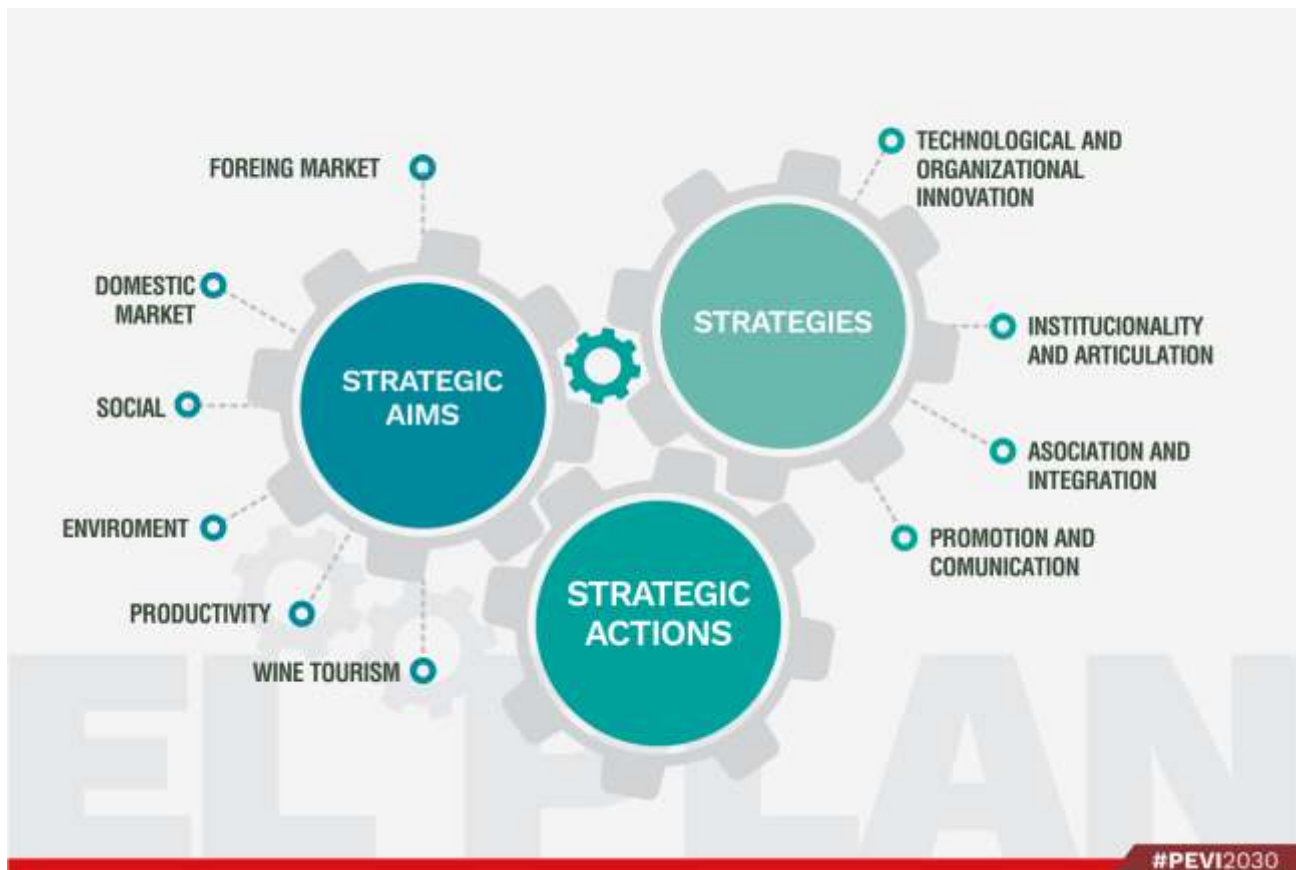 FOREING MARKET
DOMESTIC
MARKET
SOCIAL
ENVIROMENT
PRODUCTIVITY
WINE TOURISM
STRATEGIC
AIMS
STRATEGIES
TECHNOLOGICAL AND
ORGANIZATIONAL
INNOVATION
INSTITUCIONALITY
AND ARTICULATION
ASOCIATION AND
INTEGRATION
PROMOTION AND
COMUNICATION
STRATEGIC
ACTIONS
EL PLAN
#PEVI2030